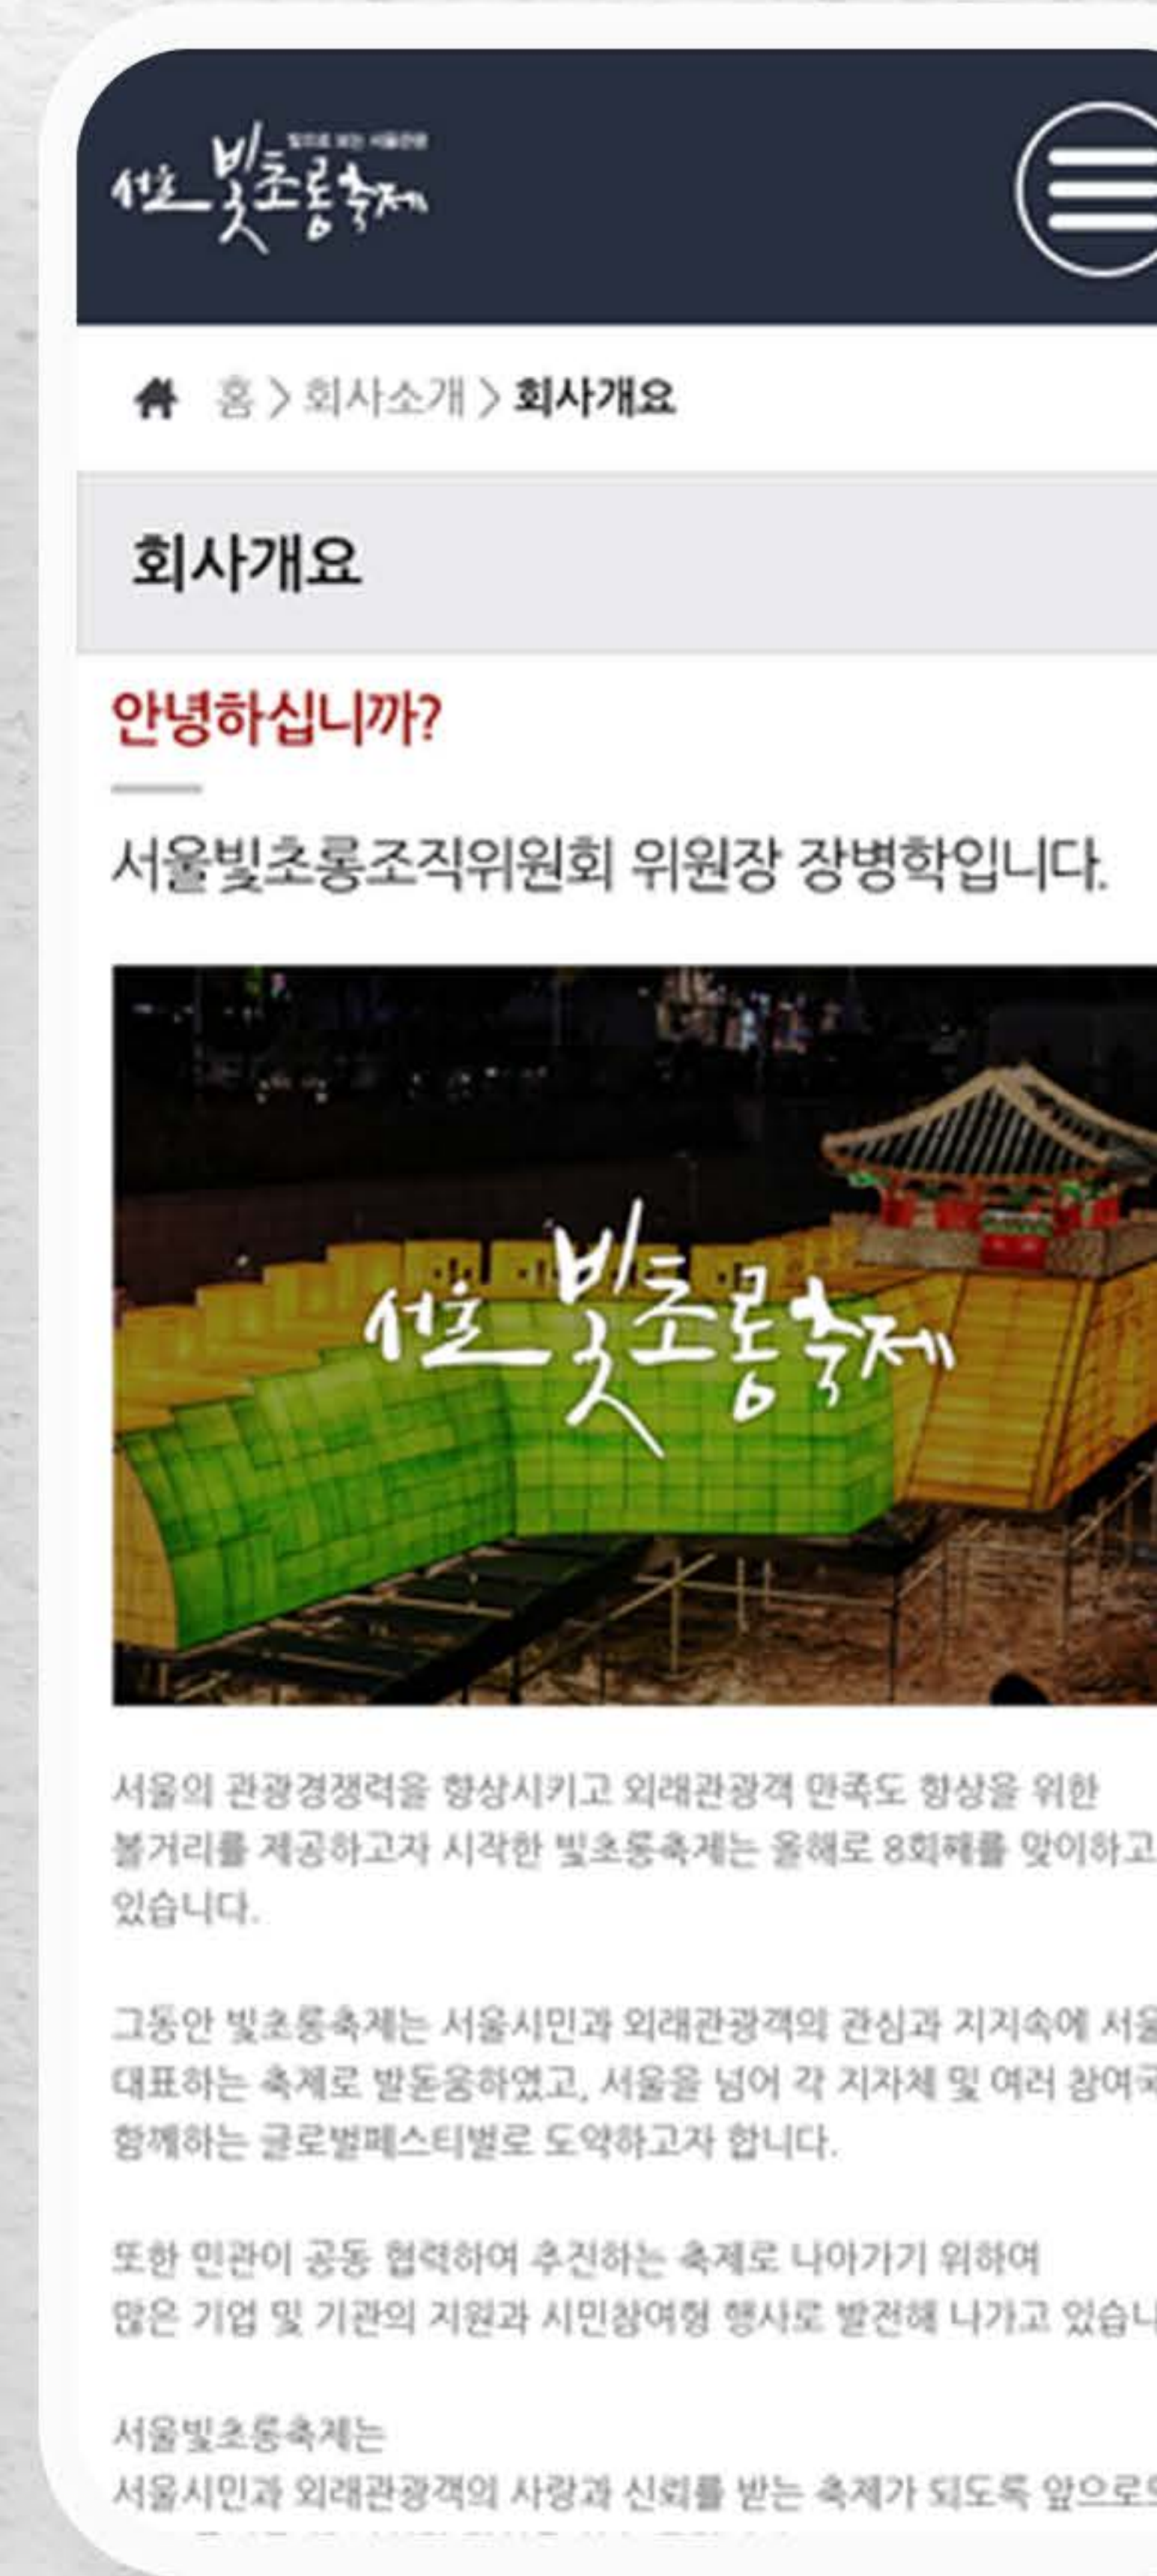 빛으로 보는 서울관광
서울 빛초롱축제
홈 > 회사소개 > 회사개요
회사개요
안녕하십니까?
서울빛초롱조직위원회 위원장 장병학입니다.
서울 빛초롱축제
서울의 관광경쟁력을 향상시키고 외래관광객 만족도 향상을 위한
볼거리를 제공하고자 시작한 빛초롱축제는 올해로 8회째를 맞이하고
있습니다.
그동안 빛초롱축제는 서울시민과 외래관광객의 관심과 지지속에 서울
대표하는 축제로 발돋움하였고, 서울을 넘어 각 지자체 및 여러 참여국
함께하는 글로벌페스티벌로 도약하고자 합니다.
또한 민관이 공동 협력하여 추진하는 축제로 나아가기 위하여
많은 기업 및 기관의 지원과 시민참여형 행사로 발전해 나가고 있습니
서울빛초롱축제는
서울시민과 외래관광객의 사랑과 신뢰를 받는 축제가 되도록 앞으로도